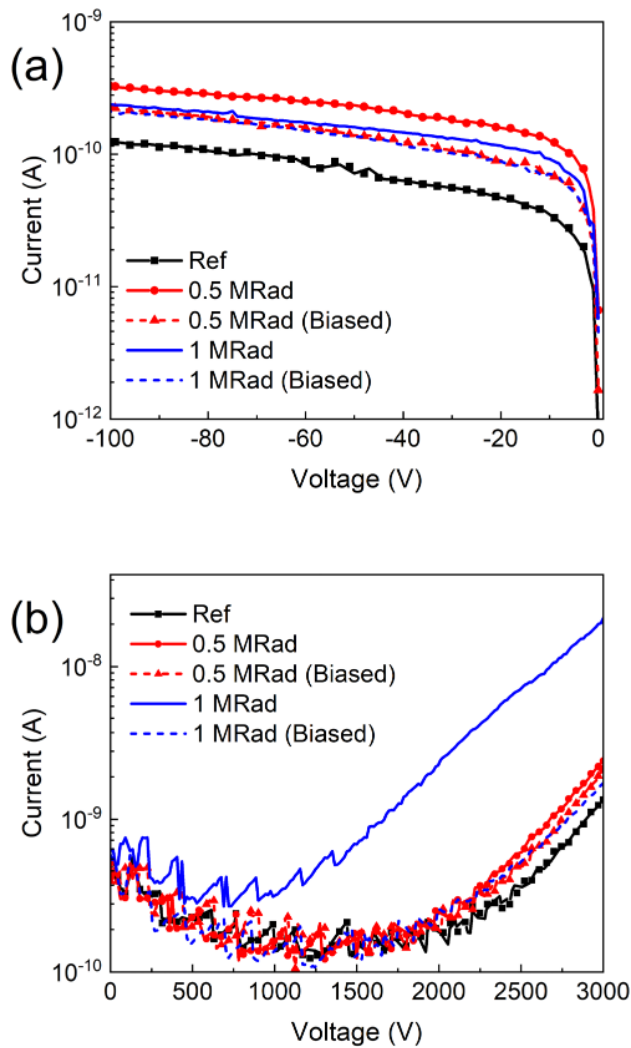 (a)
10⁻⁹
10⁻¹⁰
10⁻¹¹
10⁻¹²
Current (A)
Ref
0.5 MRad
0.5 MRad (Biased)
1 MRad
1 MRad (Biased)
-100 -80 -60 -40 -20 0
Voltage (V)
(b)
10⁻⁸
10⁻⁹
10⁻¹⁰
Current (A)
Ref
0.5 MRad
0.5 MRad (Biased)
1 MRad
1 MRad (Biased)
0 500 1000 1500 2000 2500 3000
Voltage (V)